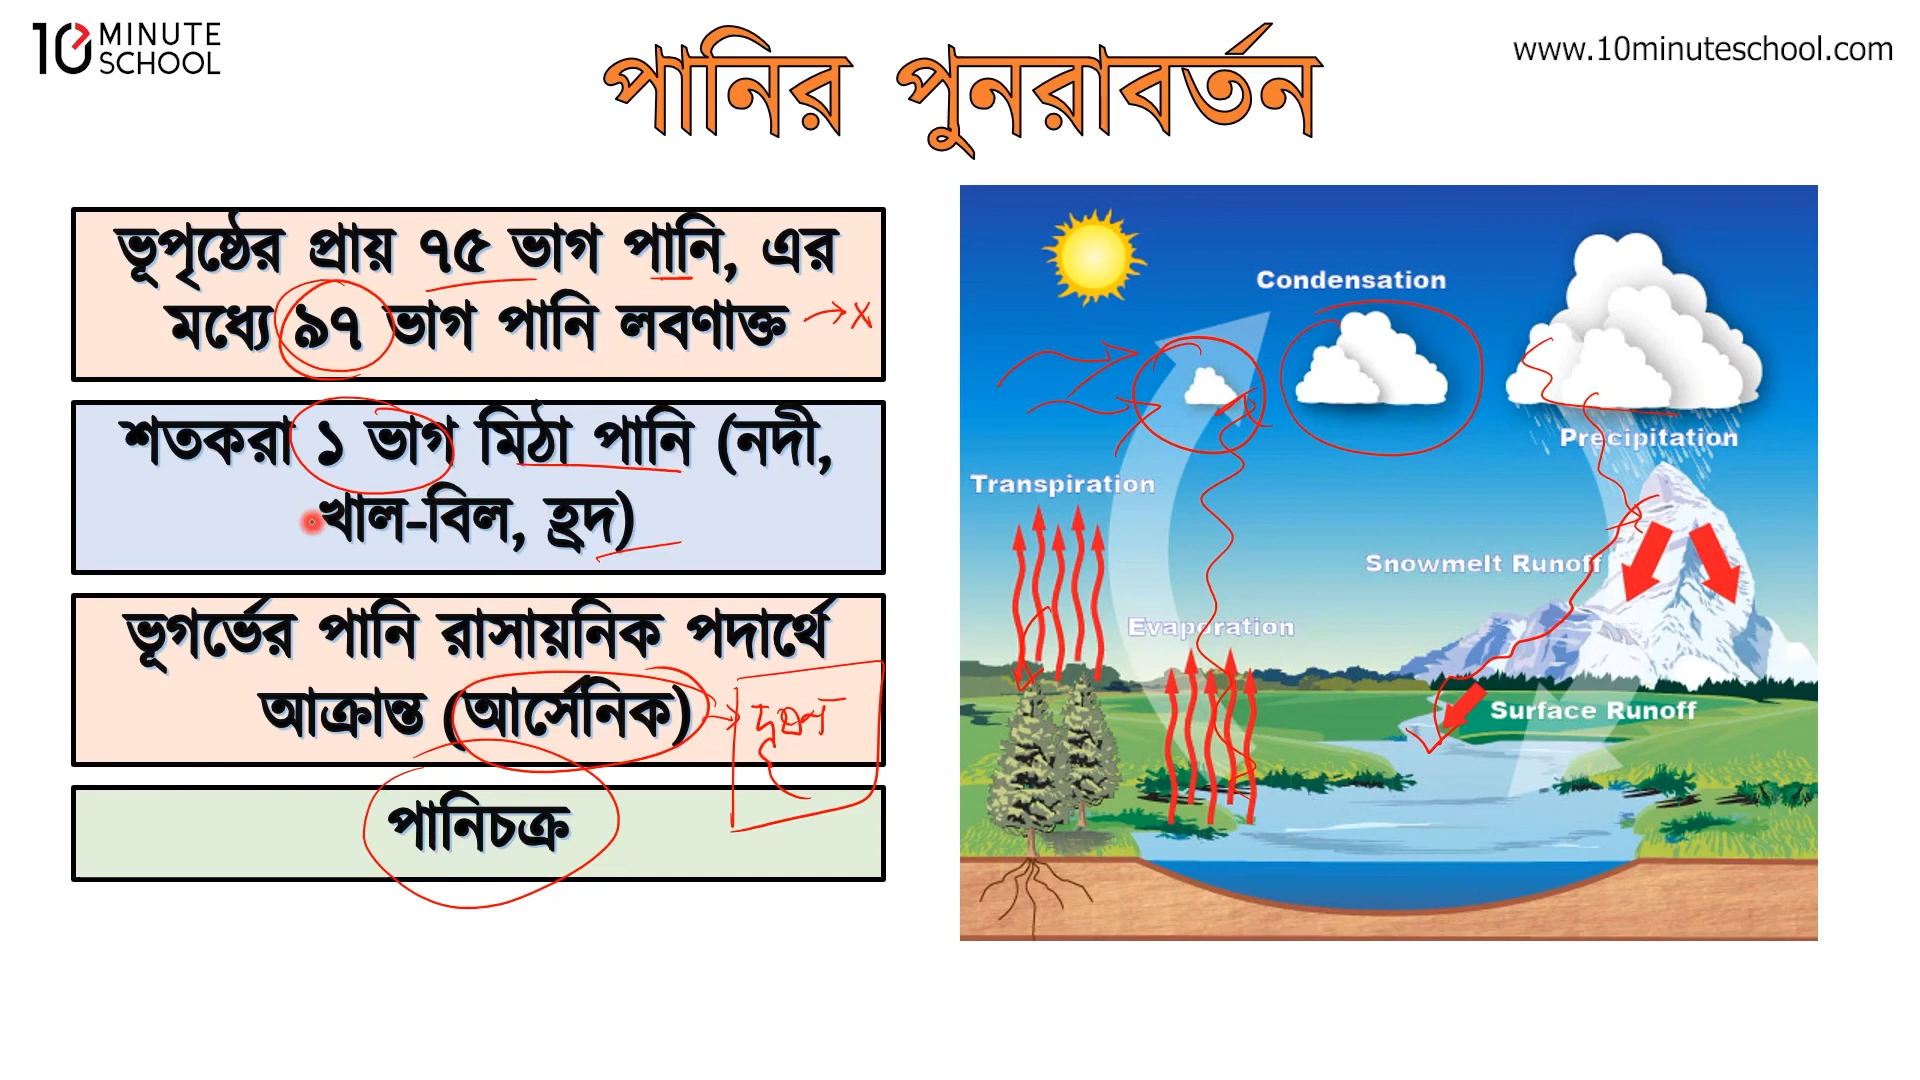 10 MINUTE SCHOOL
www.10minuteschool.com
পানির পুনরাবর্তন
ভূপৃষ্ঠের প্রায় ৭৫ ভাগ পানি, এর
মধ্যে ৯৭ ভাগ পানি লবণাক্ত
শতকরা ১ ভাগ মিঠা পানি (নদী,
খাল-বিল, হ্রদ)
ভূগর্ভের পানি রাসায়নিক পদার্থে
আক্রান্ত (আর্সেনিক)
দূষণ
পানিচক্র
Condensation
Precipitation
Transpiration
Snowmelt Runoff
Evaporation
Surface Runoff